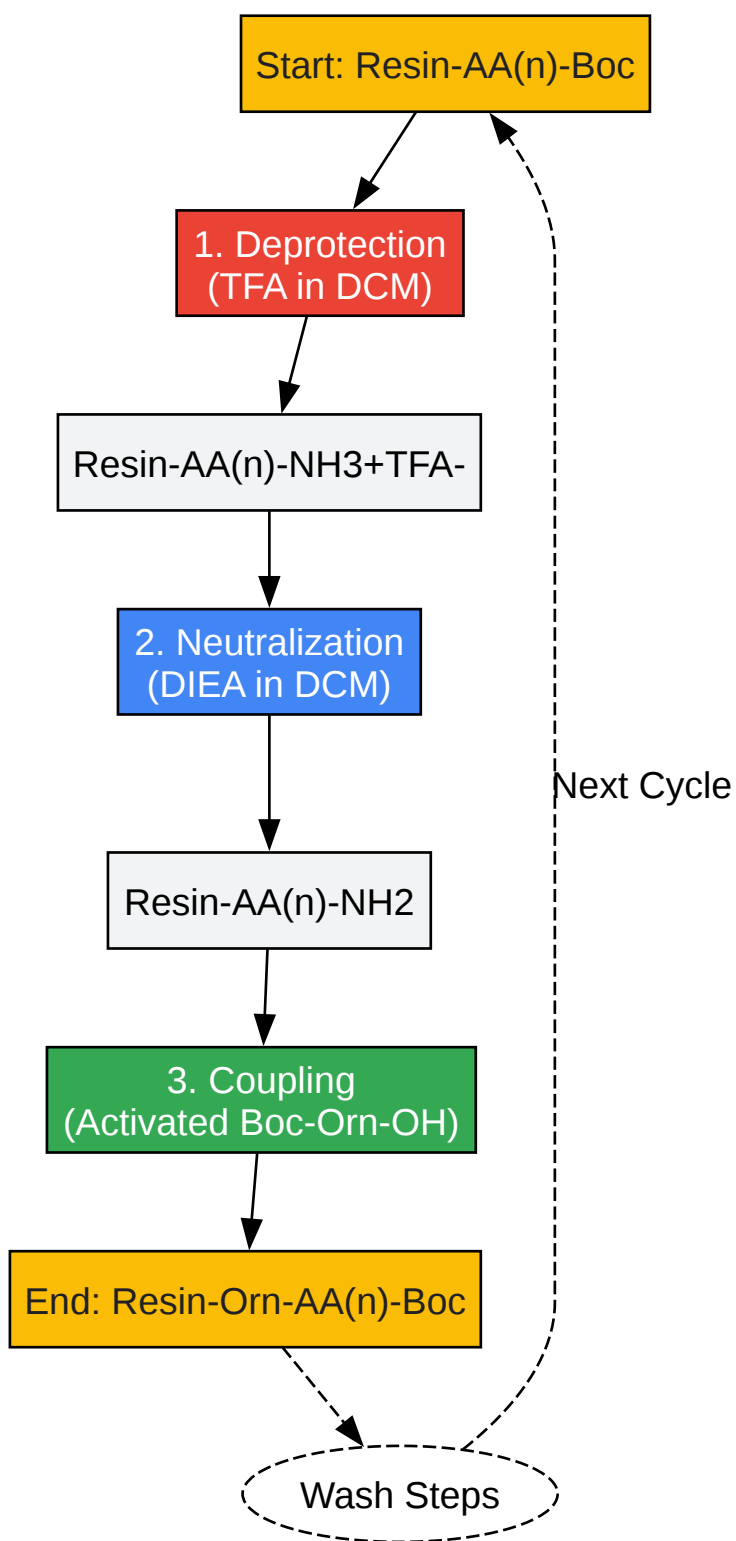 Start: Resin-AA(n)-Boc
1. Deprotection
(TFA in DCM)
Resin-AA(n)-NH3+TFA-
2. Neutralization
(DIEA in DCM)
Next Cycle
Resin-AA(n)-NH2
3. Coupling
(Activated Boc-Orn-OH)
End: Resin-Orn-AA(n)-Boc
Wash Steps